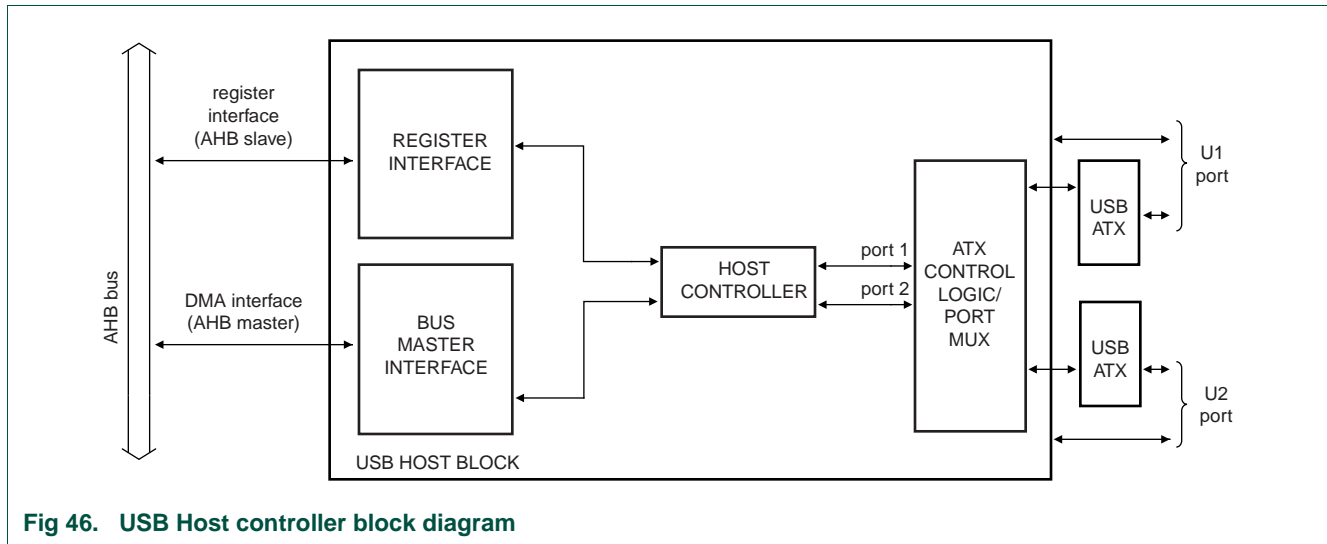 register
interface
(AHB slave)
REGISTER
INTERFACE
AHB bus
DMA interface
(AHB master)
BUS
MASTER
INTERFACE
USB HOST BLOCK
HOST
CONTROLLER
port 1
port 2
ATX
CONTROL
LOGIC/
PORT
MUX
USB
ATX
U1
port
USB
ATX
U2
port
Fig 46. USB Host controller block diagram